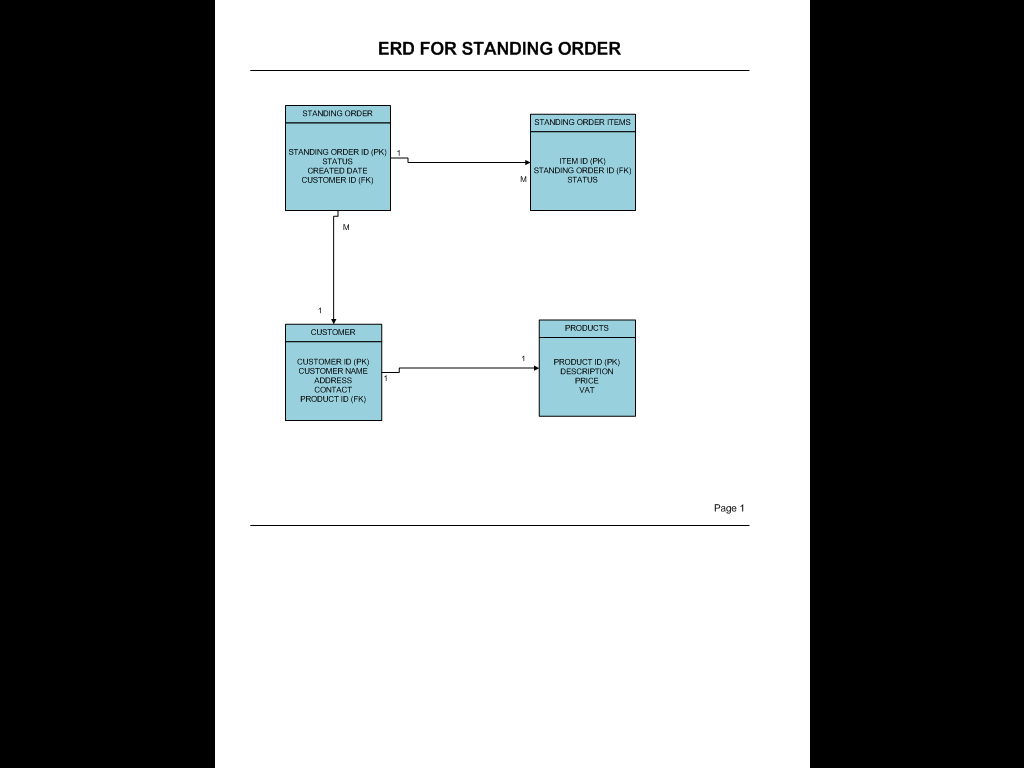 ERD FOR STANDING ORDER
STANDING ORDER
STANDING ORDER ID (PK)
STATUS
CREATED DATE
CUSTOMER ID (FK)
1
M
STANDING ORDER ITEMS
ITEM ID (PK)
STANDING ORDER ID (FK)
STATUS
M
1
CUSTOMER
CUSTOMER ID (PK)
CUSTOMER NAME
ADDRESS
CONTACT
PRODUCT ID (FK)
1
1
PRODUCTS
PRODUCT ID (PK)
DESCRIPTION
PRICE
VAT
Page 1